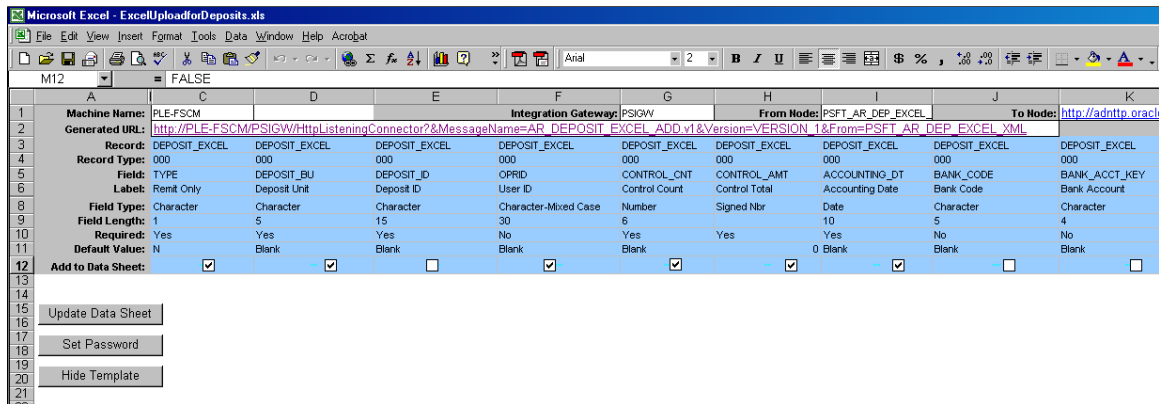 Microsoft Excel - ExcelUploadforDeposits.xls
File Edit View Insert Format Tools Data Window Help Acrobat
Arial 2 B I U $ % ,
M12 = FALSE
A C D E F G H I J K
1 Machine Name: PLE-FSCM Integration Gateway: PSIGW From Node: PSFT_AR_DEP_EXCEL_ To Node: http://adnttp.oracl
2 Generated URL: http://PLE-FSCM/PSIGW/HttpListeningConnector?&MessageName=AR_DEPOSIT_EXCEL_ADD.v1&Version=VERSION_1&From=PSFT_AR_DEP_EXCEL_XML
3 Record: DEPOSIT_EXCEL DEPOSIT_EXCEL DEPOSIT_EXCEL DEPOSIT_EXCEL DEPOSIT_EXCEL DEPOSIT_EXCEL DEPOSIT_EXCEL DEPOSIT_EXCEL DEPOSIT_EXCEL
4 Record Type: 000 000 000 000 000 000 000 000 000
5 Field: TYPE DEPOSIT_BU DEPOSIT_ID OPRID CONTROL_CNT CONTROL_AMT ACCOUNTING_DT BANK_CODE BANK_ACCT_KEY
6 Label: Remit Only Deposit Unit Deposit ID User ID Control Count Control Total Accounting Date Bank Code Bank Account
8 Field Type: Character Character Character Character-Mixed Case Number Signed Nbr Date Character Character
9 Field Length: 1 5 15 30 6 10 5 4
10 Required: Yes Yes Yes No Yes Yes Yes No No
11 Default Value: N Blank Blank Blank Blank 0 Blank Blank Blank
12 Add to Data Sheet:
13
14
15
Update Data Sheet
16
17
Set Password
18
19
Hide Template
20
21